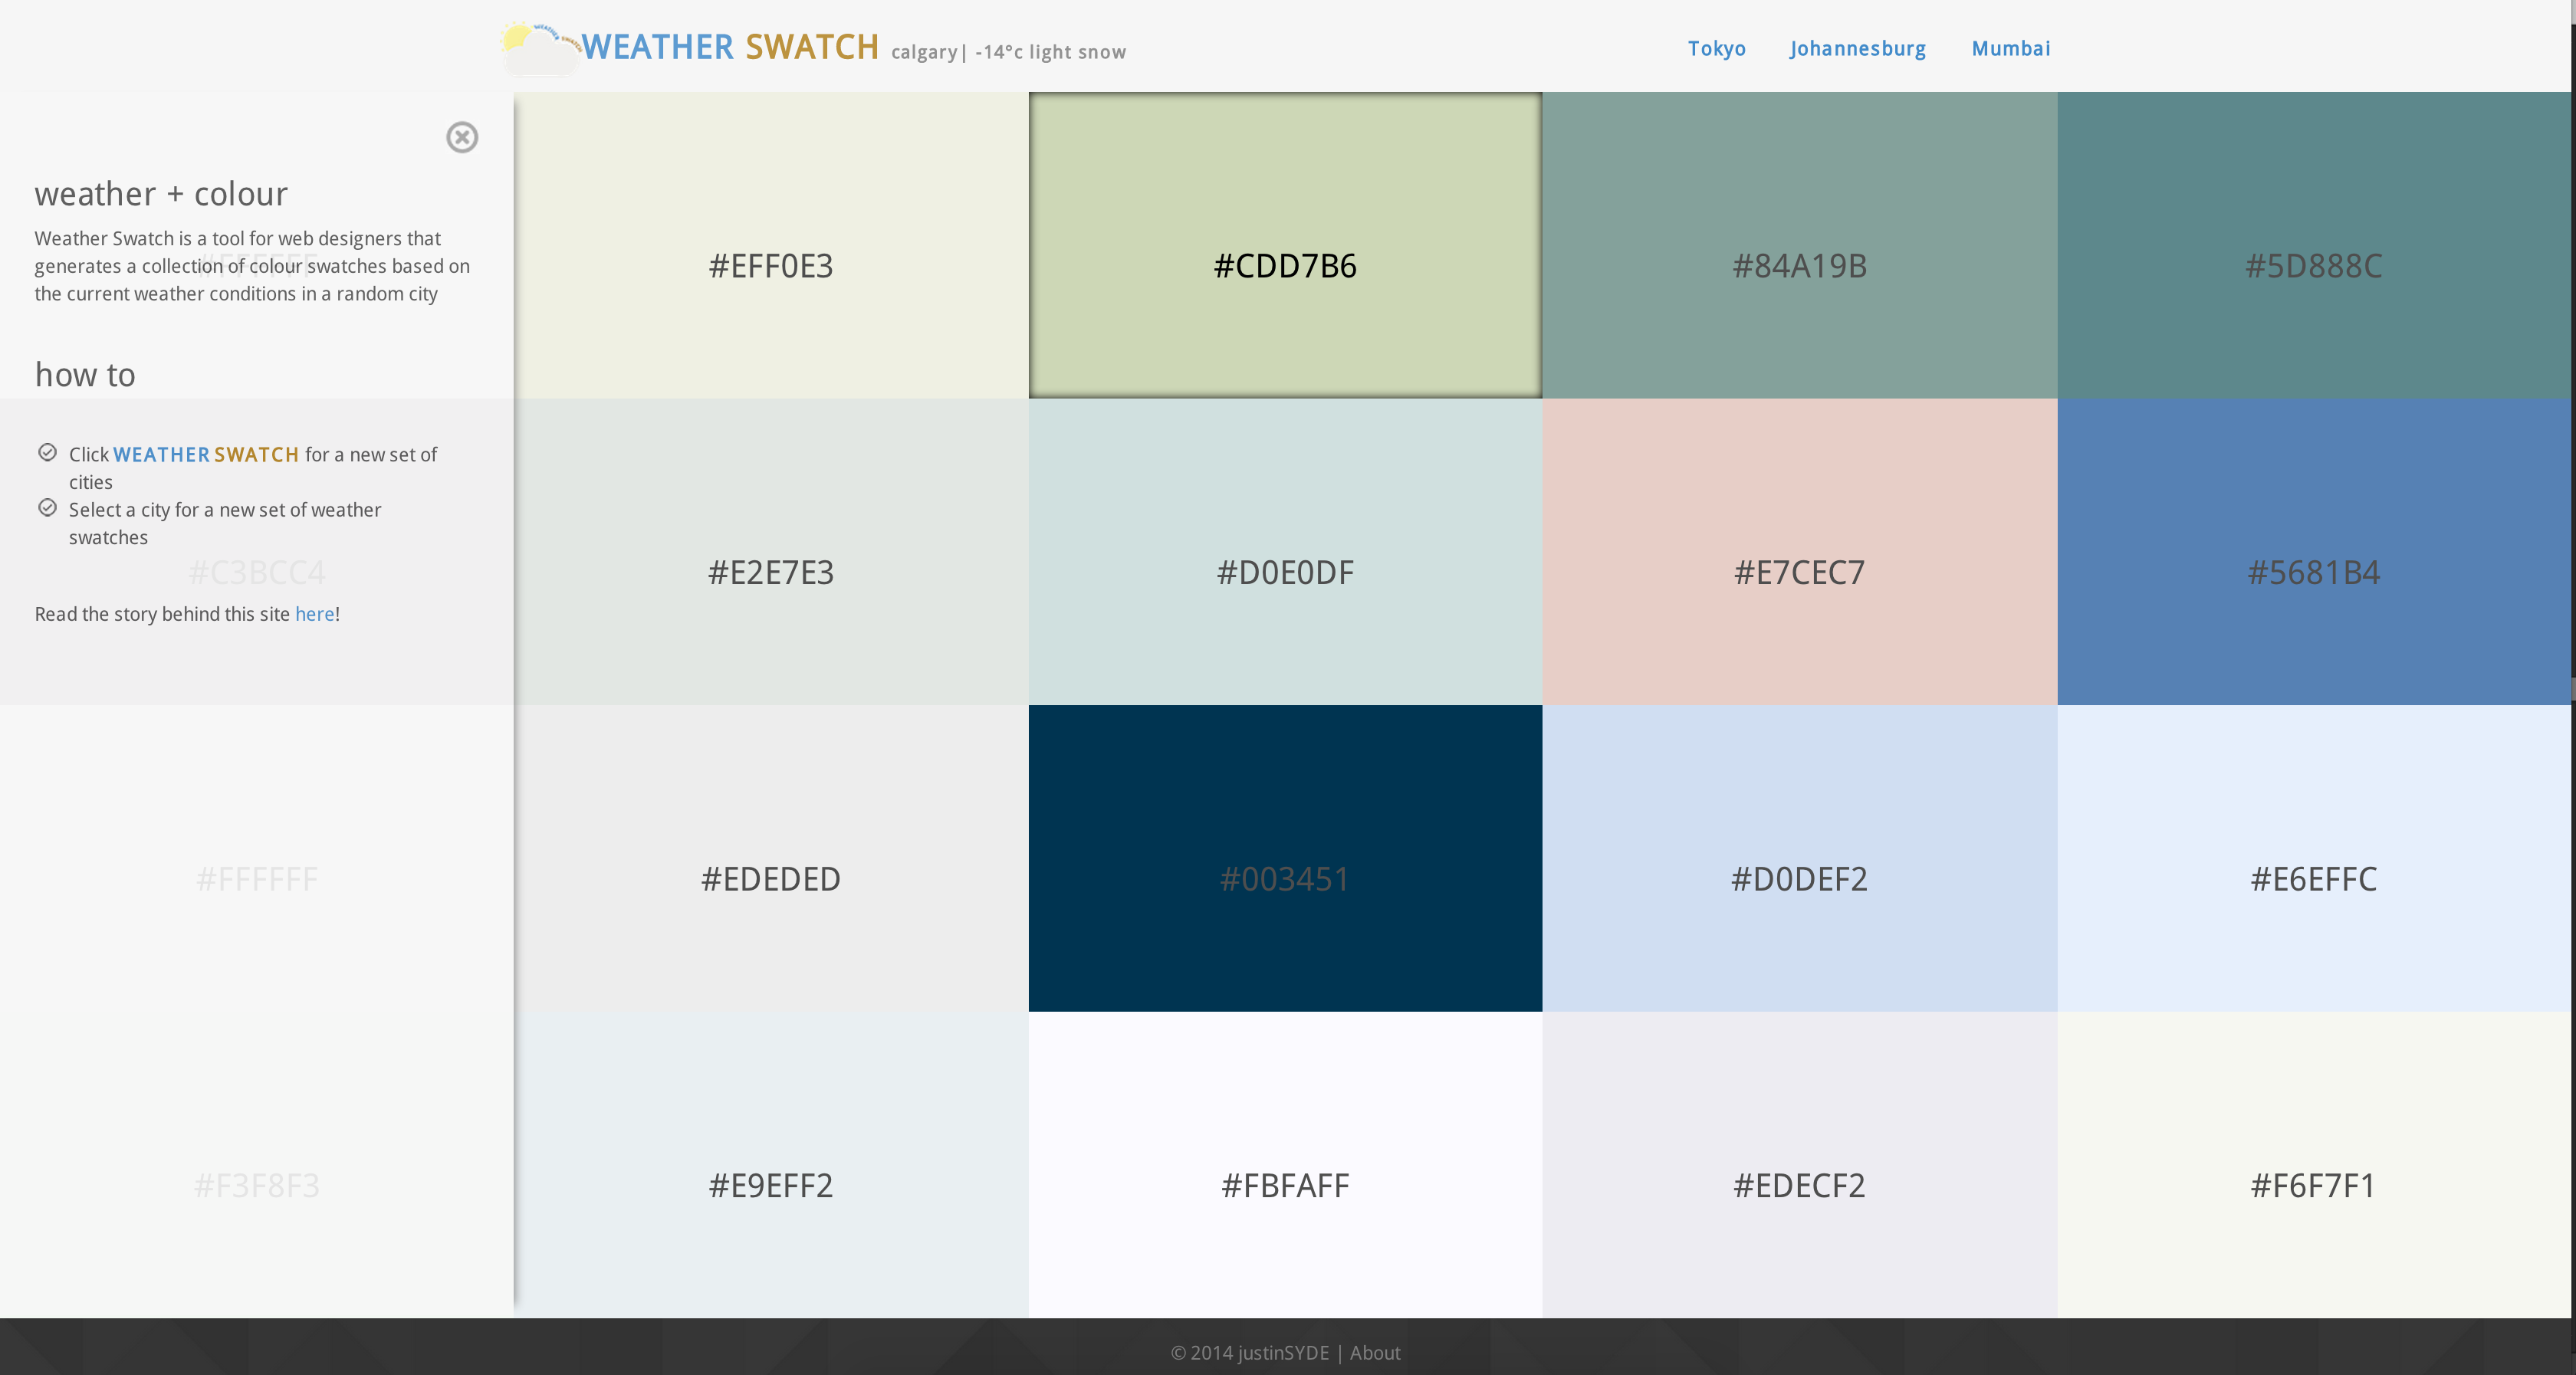 WEATHER SWATCH calgary| -14°c light snow
Tokyo Johannesburg Mumbai
weather + colour
Weather Swatch is a tool for web designers that
generates a collection of colour swatches based on
the current weather conditions in a random city
how to
Click WEATHER SWATCH for a new set of
cities
Select a city for a new set of weather
swatches
Read the story behind this site here!
#EFF0E3
#CDD7B6
#84A19B
#5D888C
#C3BCC4
#E2E7E3
#D0E0DF
#E7CEC7
#5681B4
#FFFFFF
#EDEDED
#003451
#D0DEF2
#E6EFFC
#F3F8F3
#E9EFF2
#FBFAFF
#EDECF2
#F6F7F1
© 2014 justinSYDE | About